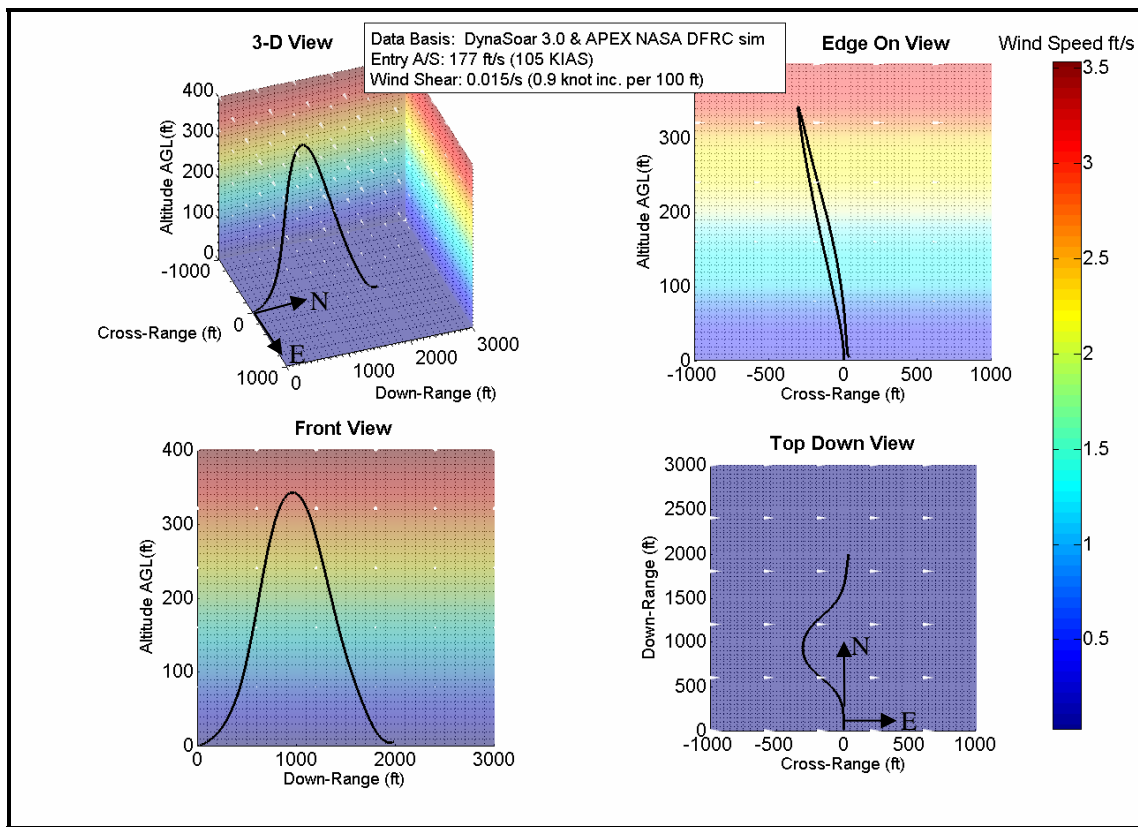 3-D View
Data Basis: DynaSoar 3.0 & APEX NASA DFRC sim
Entry A/S: 177 ft/s (105 KIAS)
Wind Shear: 0.015/s (0.9 knot inc. per 100 ft)
Altitude AGL(ft)
400
300
200
100
0
-1000
0
1000
Cross-Range (ft)
N
E
0
1000
2000
3000
Down-Range (ft)
Edge On View
Altitude AGL(ft)
300
200
100
0
-1000
-500
0
500
1000
Cross-Range (ft)
Wind Speed ft/s
3.5
3
2.5
2
1.5
1
0.5
Front View
Altitude AGL(ft)
400
300
200
100
0
0
1000
2000
3000
Down-Range (ft)
Top Down View
Down-Range (ft)
3000
2500
2000
1500
1000
500
0
N
E
-1000
-500
0
500
1000
Cross-Range (ft)